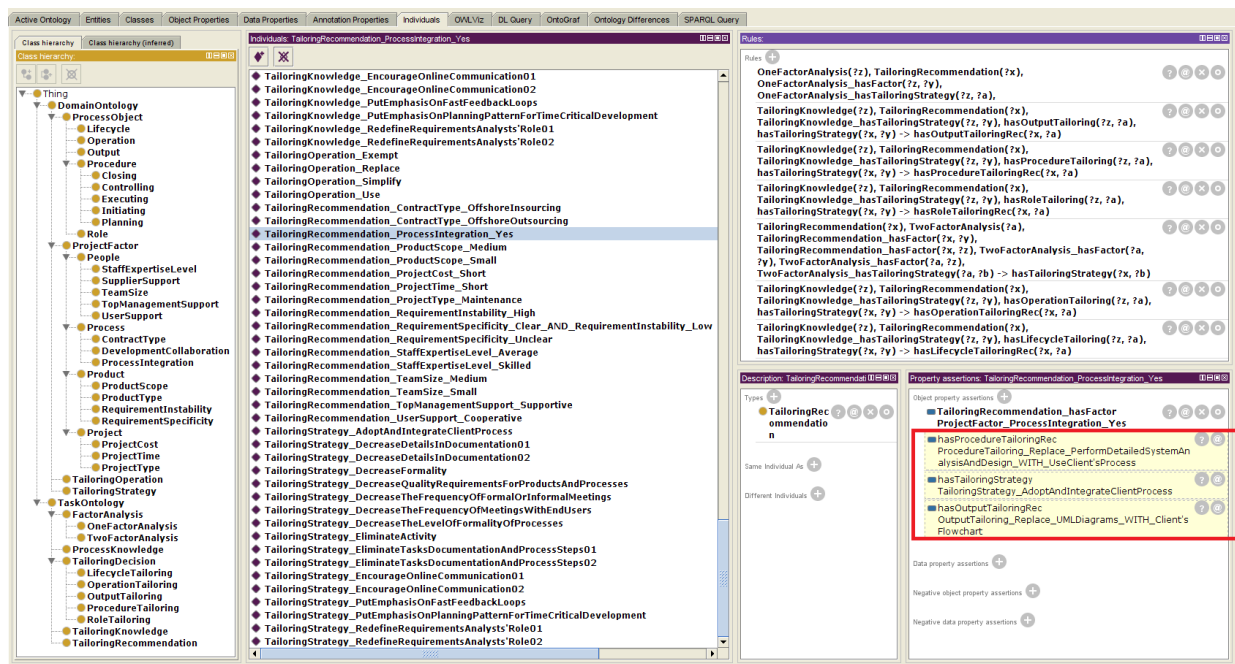 Active Ontology Entities Classes Object Properties Data Properties Annotation Properties Individuals OWLViz DL Query OntoGraf Ontology Differences SPARQL Query
Class hierarchy Class hierarchy (inferred)
Class hierarchy:
Thing
DomainOntology
ProcessObject
Lifecycle
Operation
Output
Procedure
Closing
Controlling
Executing
Initiating
Planning
Role
ProjectFactor
People
StaffExpertiseLevel
SupplierSupport
TeamSize
TopManagementSupport
UserSupport
Process
ContractType
DevelopmentCollaboration
ProcessIntegration
Product
ProductScope
ProductType
RequirementInstability
RequirementSpecificity
Project
ProjectCost
ProjectTime
ProjectType
TailoringOperation
TailoringStrategy
TaskOntology
FactorAnalysis
OneFactorAnalysis
TwoFactorAnalysis
ProcessKnowledge
TailoringDecision
LifecycleTailoring
OperationTailoring
OutputTailoring
ProcedureTailoring
RoleTailoring
TailoringKnowledge
TailoringRecommendation
Individuals: TailoringRecommendation_ProcessIntegration_Yes
TailoringKnowledge_EncourageOnlineCommunication01
TailoringKnowledge_EncourageOnlineCommunication02
TailoringKnowledge_PutEmphasisOnFastFeedbackLoops
TailoringKnowledge_PutEmphasisOnPlanningPatternForTimeCriticalDevelopment
TailoringKnowledge_RedefineRequirementsAnalysts'Role01
TailoringKnowledge_RedefineRequirementsAnalysts'Role02
TailoringOperation_Exempt
TailoringOperation_Replace
TailoringOperation_Simplify
TailoringOperation_Use
TailoringRecommendation_ContractType_OffshoreInsourcing
TailoringRecommendation_ContractType_OffshoreOutsourcing
TailoringRecommendation_ProcessIntegration_Yes
TailoringRecommendation_ProductScope_Medium
TailoringRecommendation_ProductScope_Small
TailoringRecommendation_ProjectCost_Short
TailoringRecommendation_ProjectTime_Short
TailoringRecommendation_ProjectType_Maintenance
TailoringRecommendation_RequirementInstability_High
TailoringRecommendation_RequirementSpecificity_Clear_AND_RequirementInstability_Low
TailoringRecommendation_RequirementSpecificity_Unclear
TailoringRecommendation_StaffExpertiseLevel_Average
TailoringRecommendation_StaffExpertiseLevel_Skilled
TailoringRecommendation_TeamSize_Medium
TailoringRecommendation_TeamSize_Small
TailoringRecommendation_TopManagementSupport_Supportive
TailoringRecommendation_UserSupport_Cooperative
TailoringStrategy_AdoptAndIntegrateClientProcess
TailoringStrategy_DecreaseDetailsInDocumentation01
TailoringStrategy_DecreaseDetailsInDocumentation02
TailoringStrategy_DecreaseFormality
TailoringStrategy_DecreaseQualityRequirementsForProductsAndProcesses
TailoringStrategy_DecreaseTheFrequencyOfFormalOrInformalMeetings
TailoringStrategy_DecreaseTheFrequencyOfMeetingsWithEndUsers
TailoringStrategy_DecreaseTheLevelOfFormalityOfProcesses
TailoringStrategy_EliminateActivity
TailoringStrategy_EliminateTasksDocumentationAndProcessSteps01
TailoringStrategy_EliminateTasksDocumentationAndProcessSteps02
TailoringStrategy_EncourageOnlineCommunication01
TailoringStrategy_EncourageOnlineCommunication02
TailoringStrategy_PutEmphasisOnFastFeedbackLoops
TailoringStrategy_PutEmphasisOnPlanningPatternForTimeCriticalDevelopment
TailoringStrategy_RedefineRequirementsAnalysts'Role01
TailoringStrategy_RedefineRequirementsAnalysts'Role02
Rules:
Rules
OneFactorAnalysis(?z), TailoringRecommendation(?x),
OneFactorAnalysis_hasFactor(?z, ?y),
OneFactorAnalysis_hasTailoringStrategy(?z, ?a),
TailoringKnowledge(?z), TailoringRecommendation(?x),
TailoringKnowledge_hasTailoringStrategy(?z, ?y), hasOutputTailoring(?z, ?a),
hasTailoringStrategy(?x, ?y) -> hasOutputTailoringRec(?x, ?a)
TailoringKnowledge(?z), TailoringRecommendation(?x),
TailoringKnowledge_hasTailoringStrategy(?z, ?y), hasProcedureTailoring(?z, ?a),
hasTailoringStrategy(?x, ?y) -> hasProcedureTailoringRec(?x, ?a)
TailoringKnowledge(?z), TailoringRecommendation(?x),
TailoringKnowledge_hasTailoringStrategy(?z, ?y), hasRoleTailoring(?z, ?a),
hasTailoringStrategy(?x, ?y) -> hasRoleTailoringRec(?x, ?a)
TailoringRecommendation(?x), TwoFactorAnalysis(?a),
TailoringRecommendation_hasFactor(?x, ?y),
TailoringRecommendation_hasFactor(?x, ?z), TwoFactorAnalysis_hasFactor(?a,
?y), TwoFactorAnalysis_hasFactor(?a, ?z),
TwoFactorAnalysis_hasTailoringStrategy(?a, ?b) -> hasTailoringStrategy(?x, ?b)
TailoringKnowledge(?z), TailoringRecommendation(?x),
TailoringKnowledge_hasTailoringStrategy(?z, ?y), hasOperationTailoring(?z, ?a),
hasTailoringStrategy(?x, ?y) -> hasOperationTailoringRec(?x, ?a)
TailoringKnowledge(?z), TailoringRecommendation(?x),
TailoringKnowledge_hasTailoringStrategy(?z, ?y), hasLifecycleTailoring(?z, ?a),
hasTailoringStrategy(?x, ?y) -> hasLifecycleTailoringRec(?x, ?a)
Description: TailoringRecommendati
Types
TailoringRec
ommendatio
n
Same Individual As
Different Individuals
Property assertions: TailoringRecommendation_ProcessIntegration_Yes
Object property assertions
TailoringRecommendation_hasFactor
ProjectFactor_ProcessIntegration_Yes
hasProcedureTailoringRec
ProcedureTailoring_Replace_PerformDetailedSystemAn
alysisAndDesign_WITH_UseClient'sProcess
hasTailoringStrategy
TailoringStrategy_AdoptAndIntegrateClientProcess
hasOutputTailoringRec
OutputTailoring_Replace_UMLDiagrams_WITH_Client's
Flowchart
Data property assertions
Negative object property assertions
Negative data property assertions